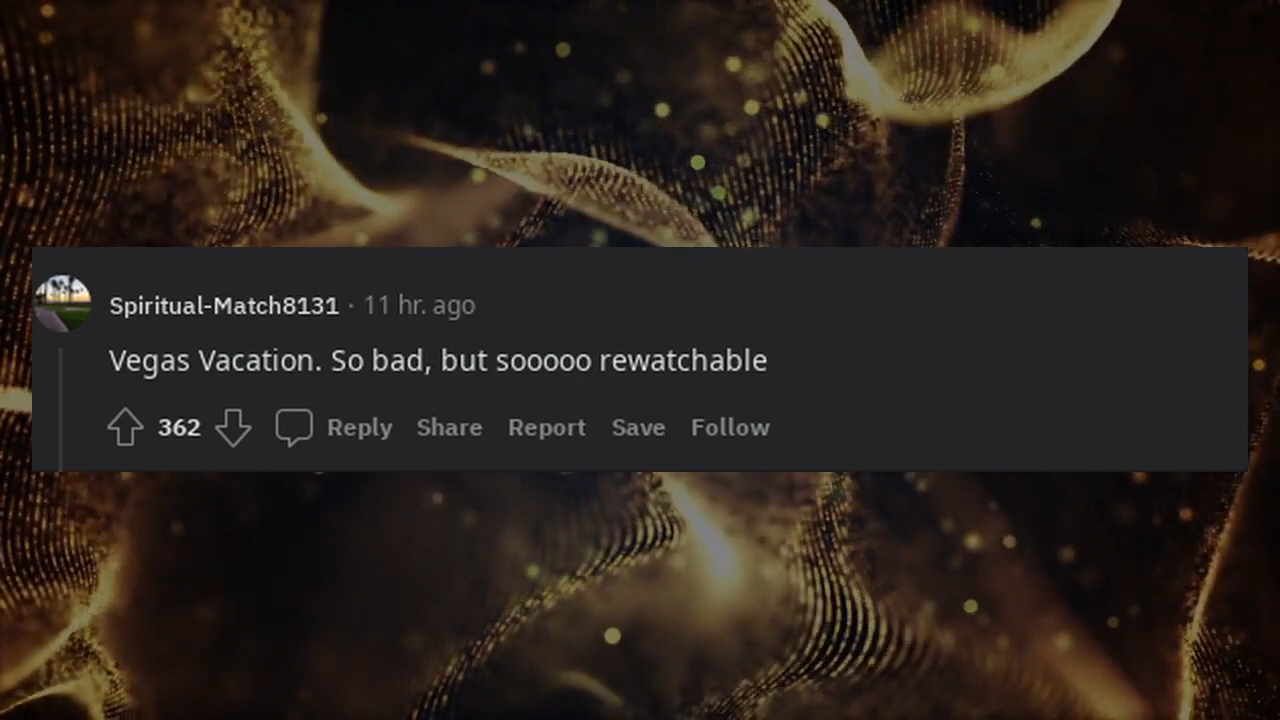 Spiritual-Match8131 · 11 hr. ago
Vegas Vacation. So bad, but sooooo rewatchable
362 Reply Share Report Save Follow